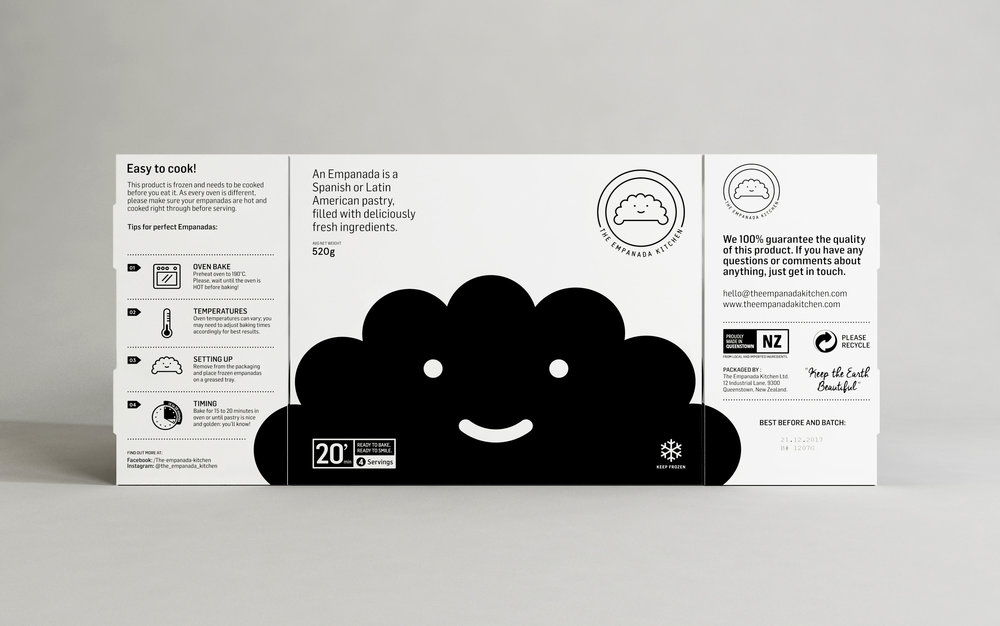 Easy to cook!
This product is frozen and needs to be cooked
before you eat it. As every oven is different,
please make sure your empanadas are hot and
cooked right through before serving.
Tips for perfect Empanadas:
01
OVEN BAKE
Preheat oven to 190°C.
Please, wait until the oven is
HOT before baking!
02
TEMPERATURES
Oven temperatures can vary; you
may need to adjust baking times
accordingly for best results.
03
SETTING UP
Remove from the packaging
and place frozen empanadas
on a greased tray.
04
TIMING
Bake for 15 to 20 minutes in
oven or until pastry is nice
and golden: you'll know!
FIND OUT MORE AT:
Facebook: /The-empanada-kitchen
Instagram: @the_empanada_kitchen
An Empanada is a
Spanish or Latin
American pastry,
filled with deliciously
fresh ingredients.
AVG NET WEIGHT
520g
THE EMPANADA KITCHEN
20'
READY TO BAKE,
READY TO SMILE.
4 Servings
KEEP FROZEN
THE EMPANADA KITCHEN
We 100% guarantee the quality
of this product. If you have any
questions or comments about
anything, just get in touch.
hello@theempanadakitchen.com
www.theempanadakitchen.com
PROUDLY
MADE IN
QUEENSTOWN
NZ
FROM LOCAL AND IMPORTED INGREDIENTS.
PLEASE
RECYCLE
PACKAGED BY:
The Empanada Kitchen Ltd.
12 Industrial Lane, 9300
Queenstown, New Zealand.
"Keep the Earth
Beautiful"
BEST BEFORE AND BATCH:
21.12.2017
B# 1207G